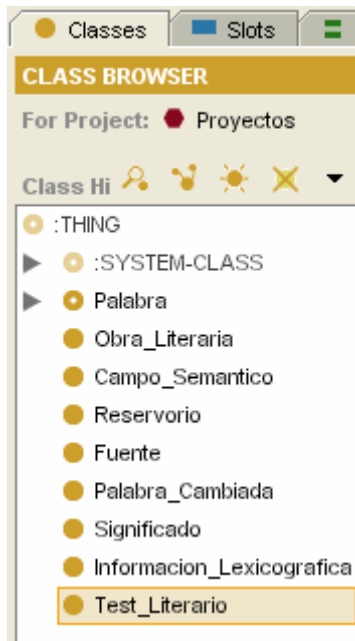 Classes Slots
CLASS BROWSER
For Project: Proyectos
Class Hi
:THING
:SYSTEM-CLASS
Palabra
Obra_Literaria
Campo_Semantico
Reservorio
Fuente
Palabra_Cambiada
Significado
Informacion_Lexicografica
Test_Literario